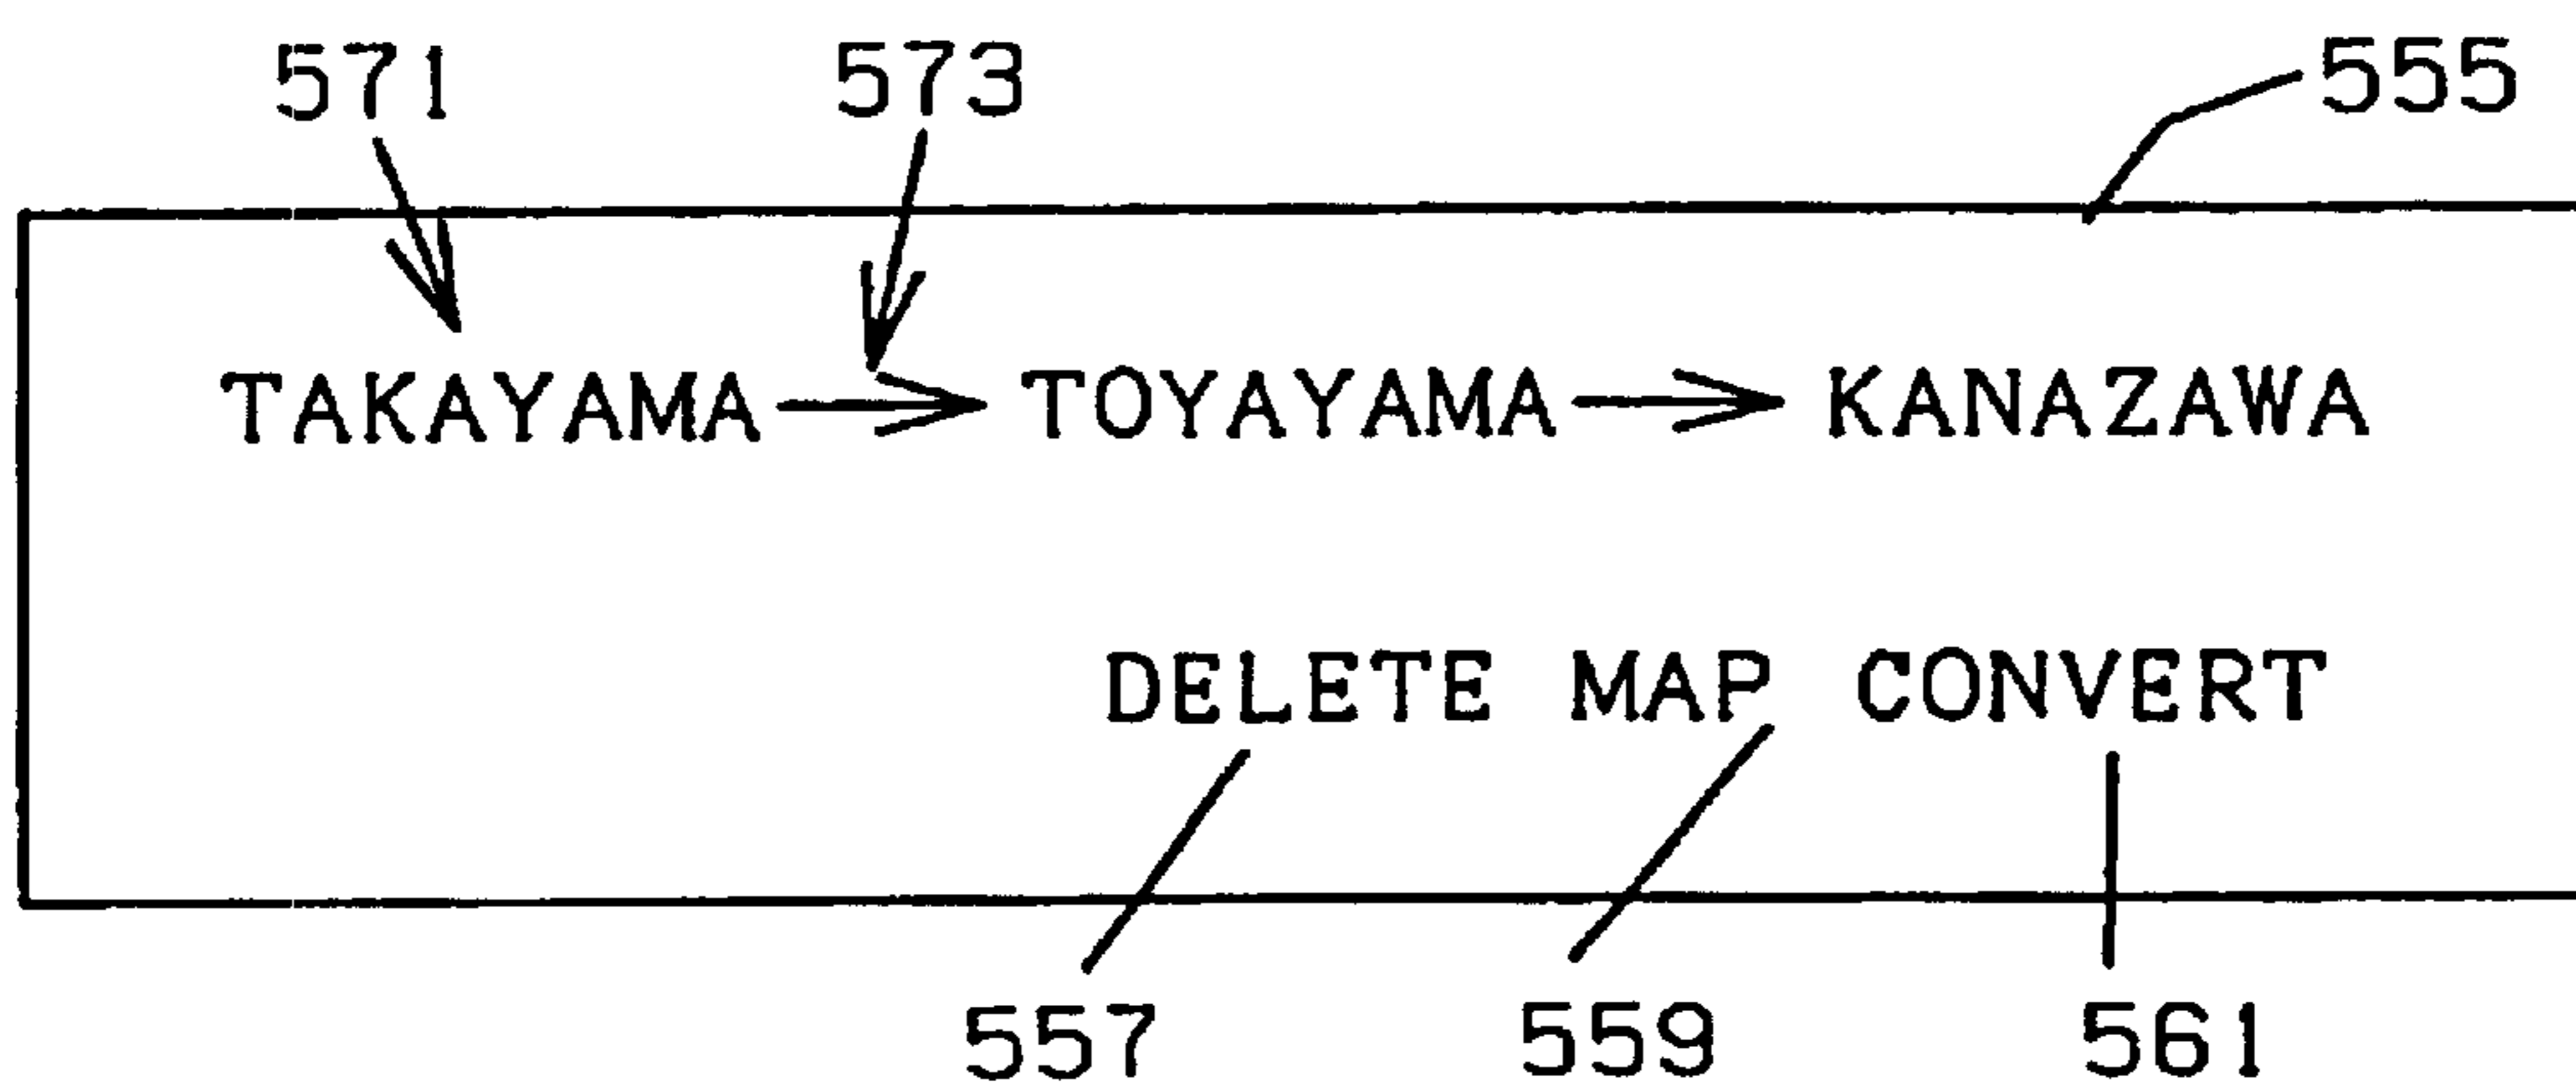 571 573 555
TAKAYAMA → TOYAYAMA → KANAZAWA
DELETE MAP CONVERT
557 559 561